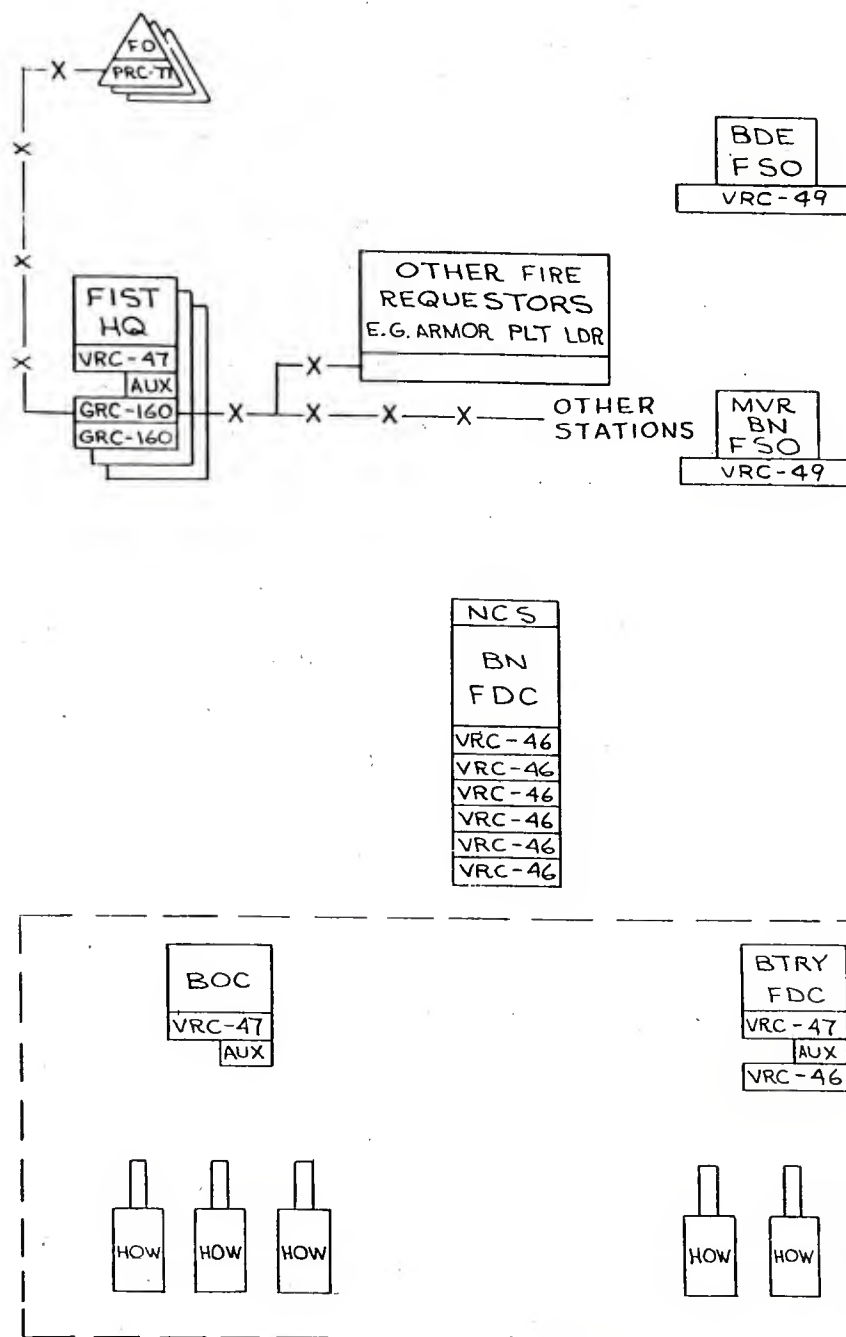 FO
PRC-77
X
X
X
X
BDE
FSO
VRC-49
FIST
HQ
VRC-47
AUX
GRC-160
GRC-160
OTHER FIRE
REQUESTORS
E.G. ARMOR PLT LDR
X
X
X
X
X
OTHER
STATIONS
MVR
BN
FSO
VRC-49
NCS
BN
FDC
VRC-46
VRC-46
VRC-46
VRC-46
VRC-46
VRC-46
BOC
VRC-47
AUX
BTRY
FDC
VRC-47
AUX
VRC-46
HOW
HOW
HOW
HOW
HOW